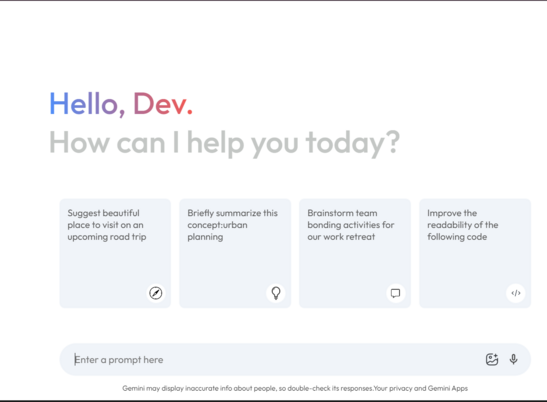 Hello, Dev.
How can I help you today?
Suggest beautiful
place to visit on an
upcoming road trip
Briefly summarize this
concept:urban
planning
Brainstorm team
bonding activities for
our work retreat
Improve the
readability of the
following code
Enter a prompt here
Gemini may display inaccurate info about people, so double-check its responses.Your privacy and Gemini Apps